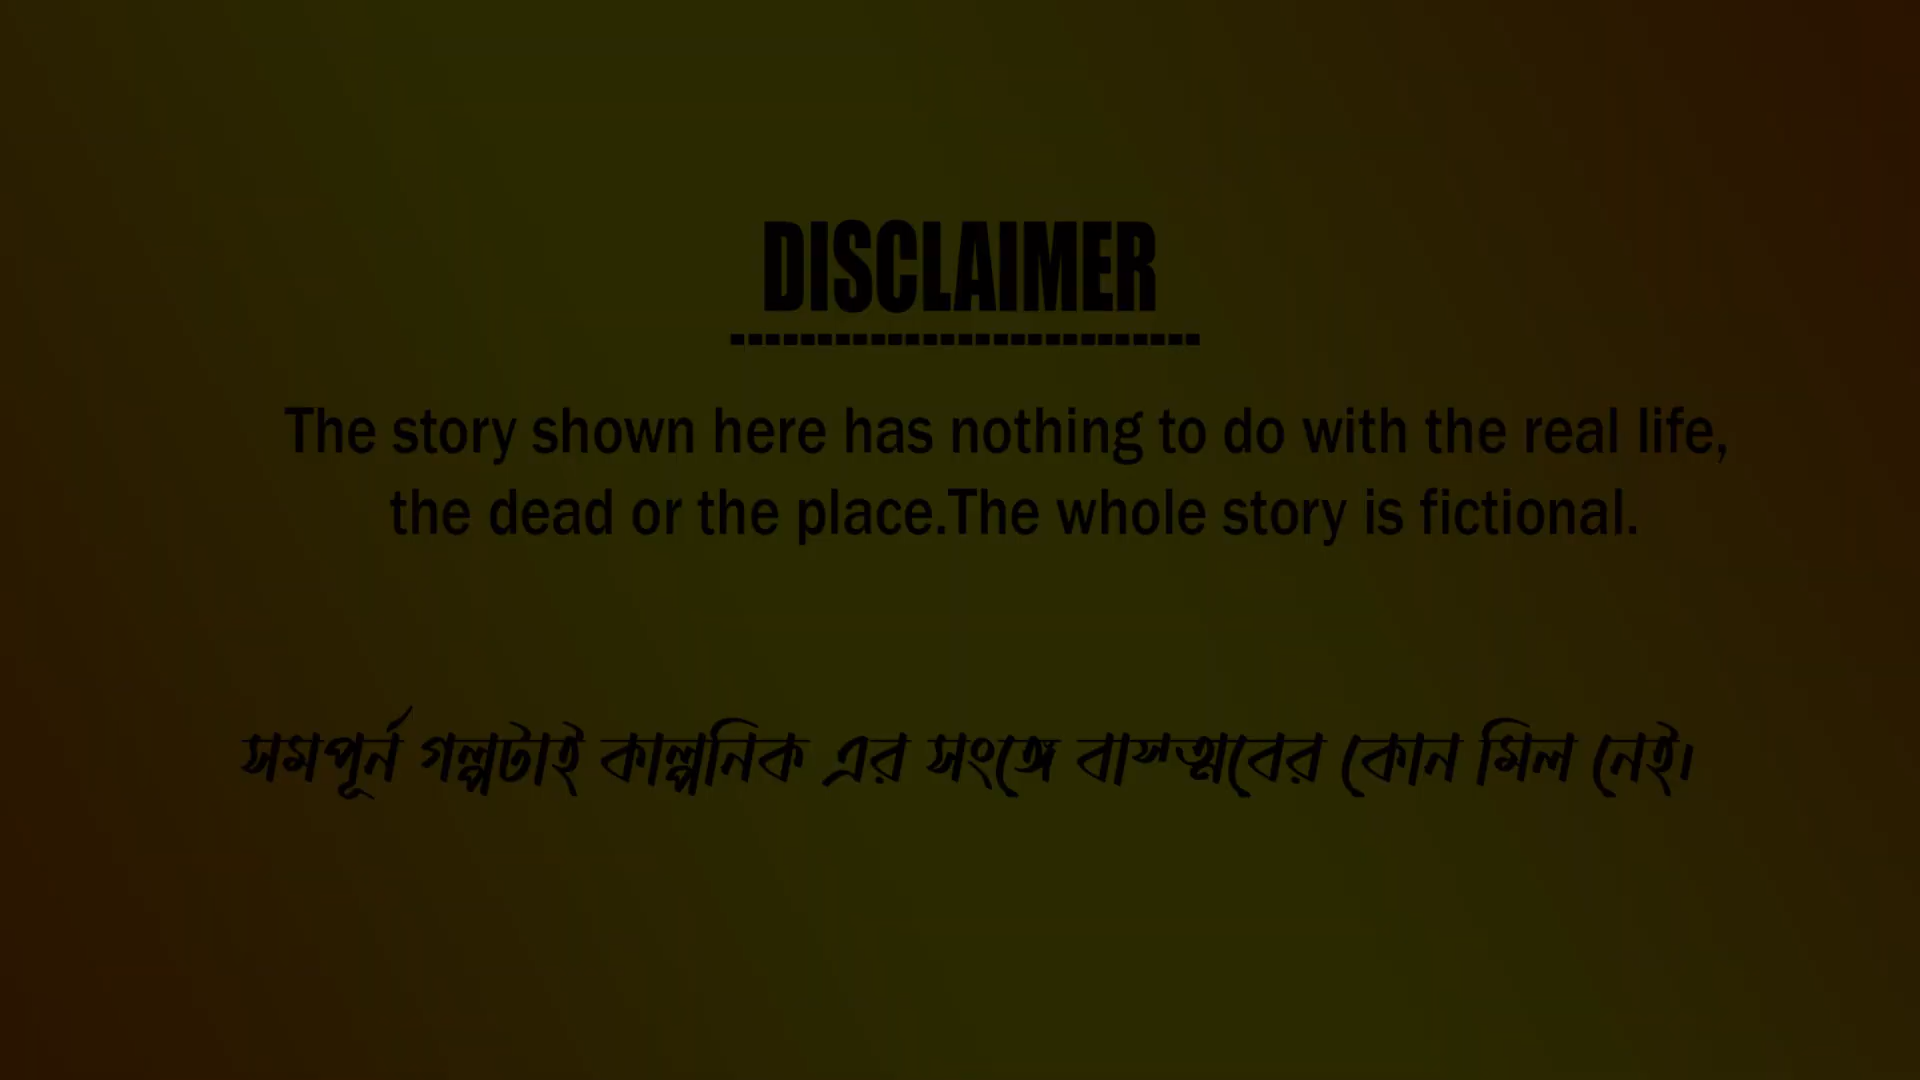 DISCLAIMER
---------------------------
The story shown here has nothing to do with the real life,
the dead or the place.The whole story is fictional.
সমপূর্ন গল্পটাই কাল্পনিক এর সংঙ্গে বাস্তবের কোন মিল নেই।